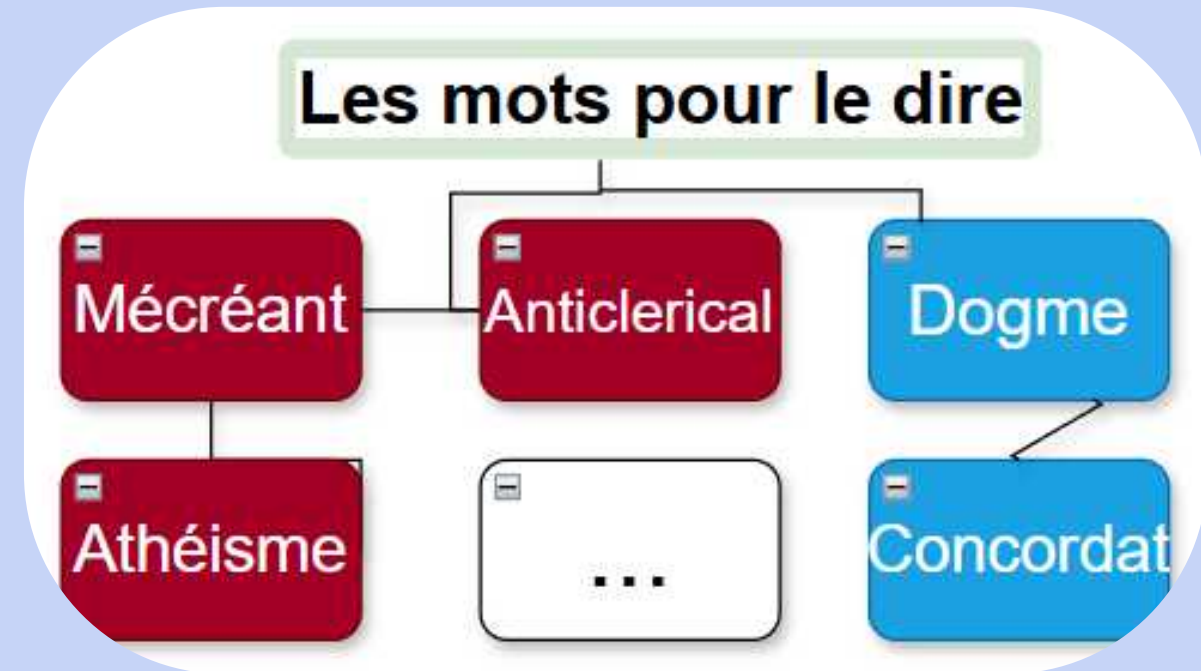 Les mots pour le dire
Mécréant
Anticlerical
Dogme
Athéisme
...
Concordat